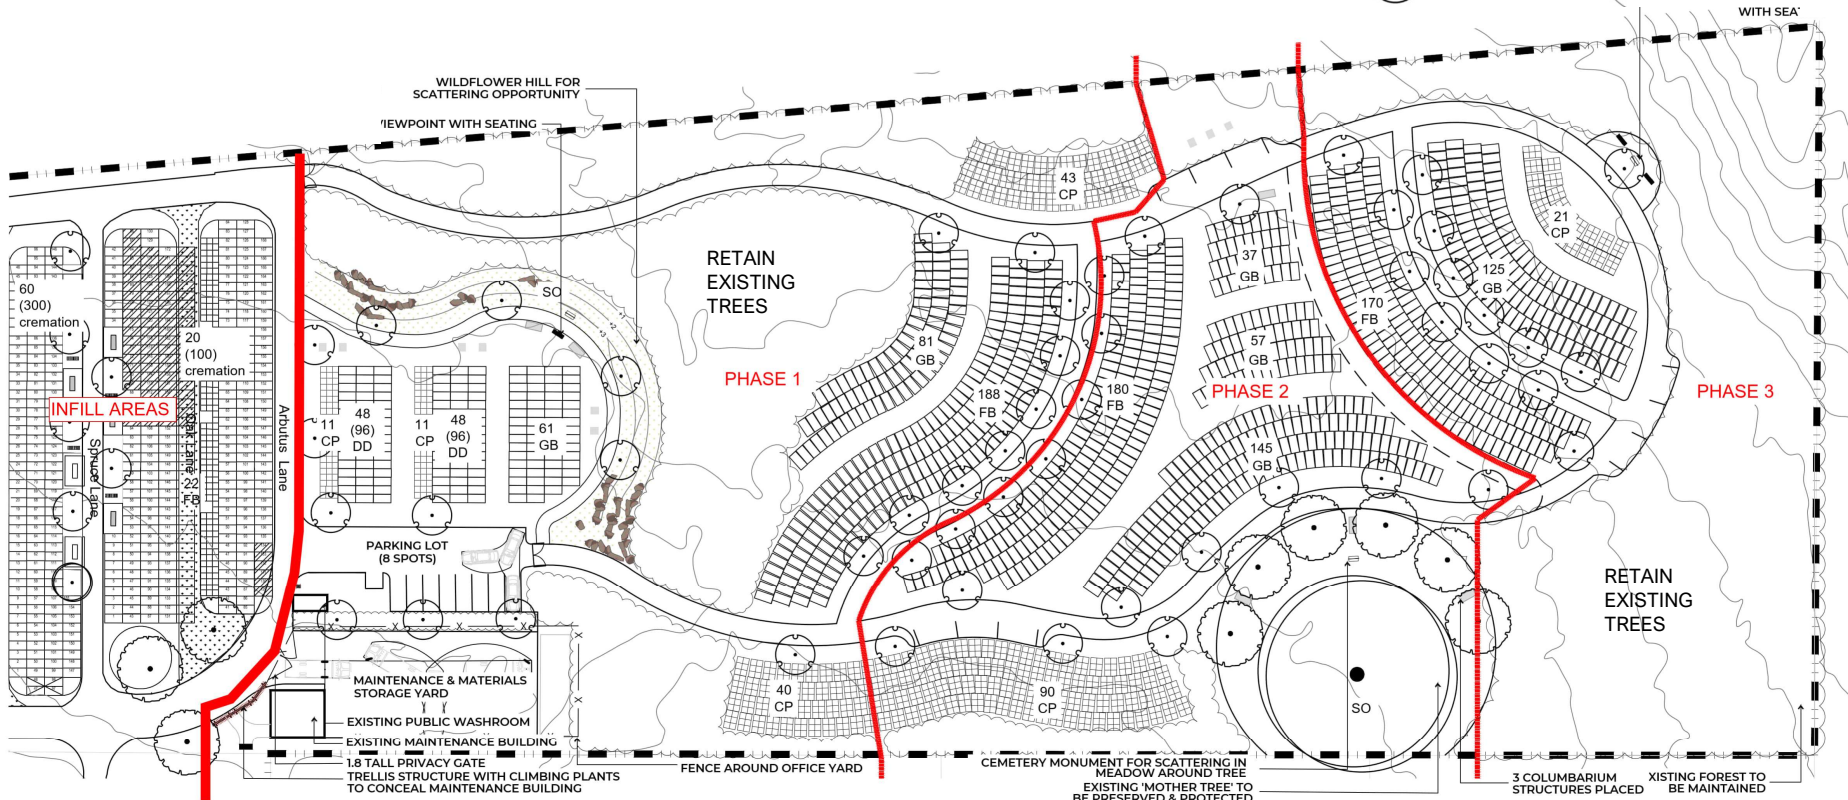 WITH SEA
WILDFLOWER HILL FOR
SCATTERING OPPORTUNITY
IEWPOINT WITH SEATING
43
CP
21
CP
RETAIN
EXISTING
TREES
37
GB
125
GB
60
(300)
cremation
SO
170
FB
20
(100)
cremation
81
GB
57
GB
PHASE 1
188
FB
180
FB
PHASE 2
PHASE 3
INFILL AREAS
Spruce Lane
Oak Lane
22
FB
Arbutus Lane
11
CP
48
(96)
DD
11
CP
48
(96)
DD
61
GB
145
GB
PARKING LOT
(8 SPOTS)
RETAIN
EXISTING
TREES
X X X X
X
X
X
MAINTENANCE & MATERIALS
STORAGE YARD
40
CP
90
CP
SO
EXISTING PUBLIC WASHROOM
EXISTING MAINTENANCE BUILDING
1.8 TALL PRIVACY GATE
TRELLIS STRUCTURE WITH CLIMBING PLANTS
TO CONCEAL MAINTENANCE BUILDING
FENCE AROUND OFFICE YARD
CEMETERY MONUMENT FOR SCATTERING IN
MEADOW AROUND TREE
EXISTING 'MOTHER TREE' TO
BE PRESERVED & PROTECTED
3 COLUMBARIUM
STRUCTURES PLACED
XISTING FOREST TO
BE MAINTAINED